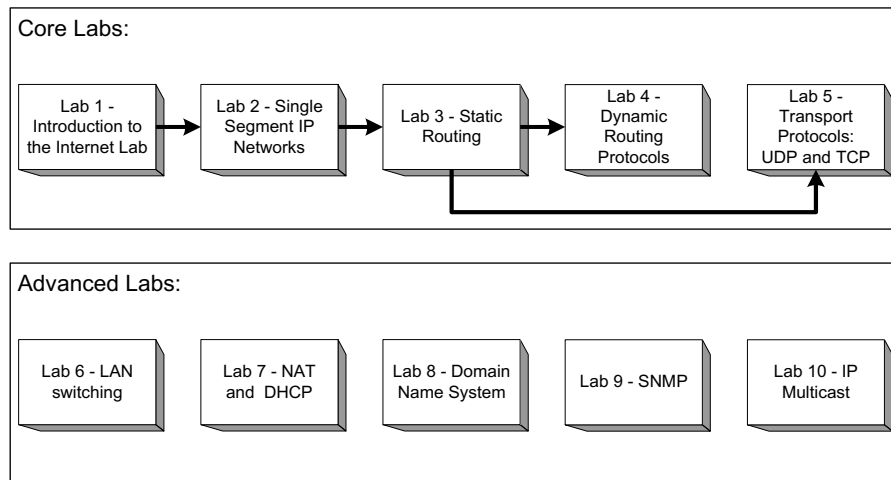 Core Labs:
Lab 1 -
Introduction to
the Internet Lab
Lab 2 - Single
Segment IP
Networks
Lab 3 - Static
Routing
Lab 4 -
Dynamic
Routing
Protocols
Lab 5 -
Transport
Protocols:
UDP and TCP
Advanced Labs:
Lab 6 - LAN
switching
Lab 7 - NAT
and  DHCP
Lab 8 - Domain
Name System
Lab 9 - SNMP
Lab 10 - IP
Multicast